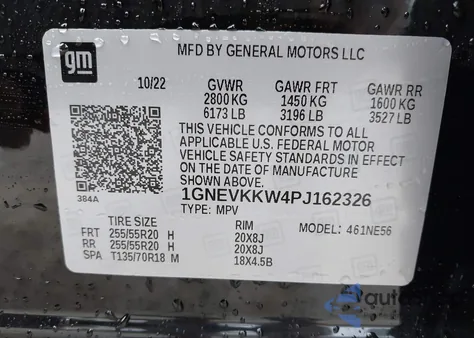 gm
MFD BY GENERAL MOTORS LLC
10/22 GVWR GAWR FRT GAWR RR
2800 KG 1450 KG 1600 KG
6173 LB 3196 LB 3527 LB
THIS VEHICLE CONFORMS TO ALL
APPLICABLE U.S. FEDERAL MOTOR
VEHICLE SAFETY STANDARDS IN EFFECT
ON THE DATE OF MANUFACTURE
SHOWN ABOVE.
384A
1GNEVKKW4PJ162326
TYPE: MPV
TIRE SIZE RIM MODEL: 461NE56
FRT 255/55R20 H 20X8J
RR 255/55R20 H 20X8J
SPA T135/70R18 M 18X4.5B